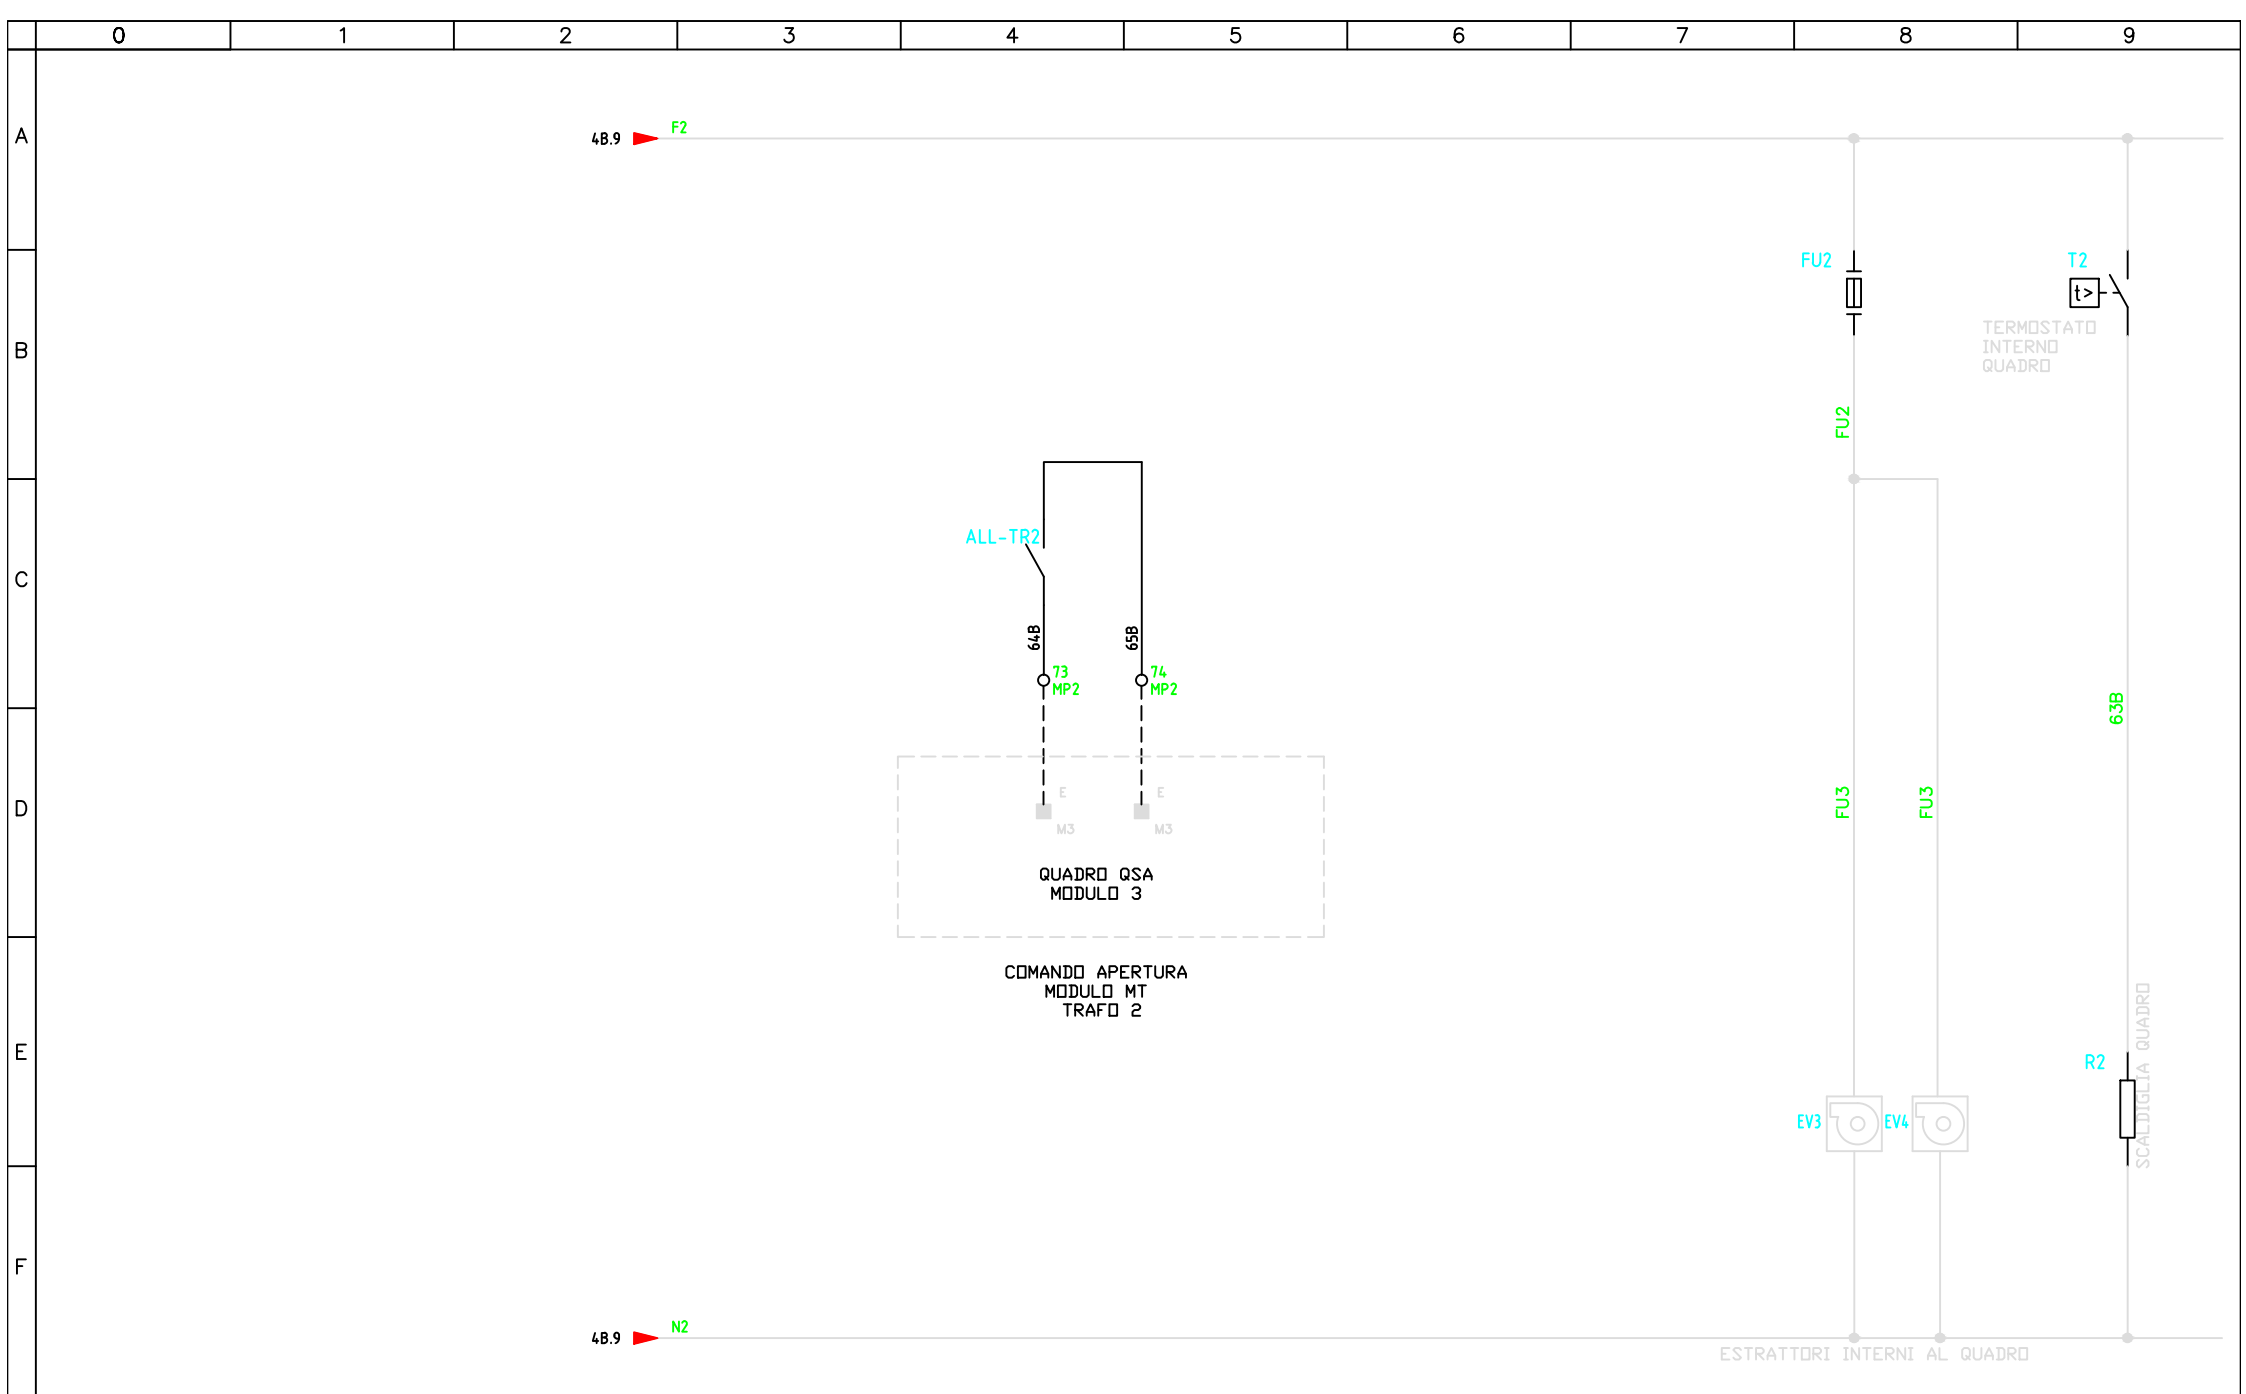 0 1 2 3 4 5 6 7 8 9
A
4B.9 F2
FU2
T2
t>
TERMOSTATO
INTERNO
QUADRO
B
FU2
ALL-TR2
C
64B
65B
73
MP2
74
MP2
63B
E
E
D
FU3
FU3
M3
M3
QUADRO QSA
MODULO 3
COMANDO APERTURA
MODULO MT
TRAFO 2
SCALDIGLIA QUADRO
E
R2
EV3
EV4
F
4B.9 N2
ESTRATTORI INTERNI AL QUADRO